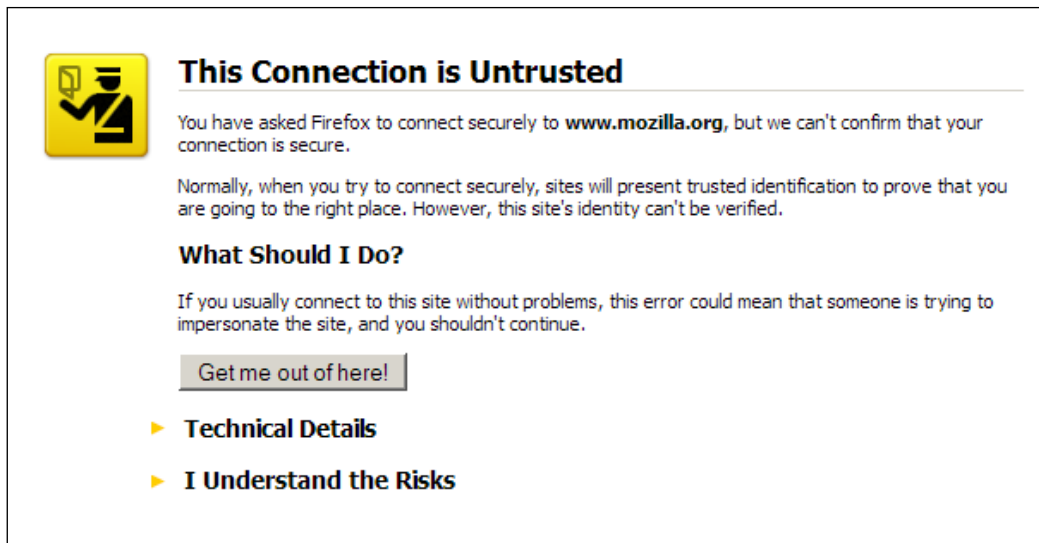 This Connection is Untrusted
You have asked Firefox to connect securely to www.mozilla.org, but we can't confirm that your
connection is secure.
Normally, when you try to connect securely, sites will present trusted identification to prove that you
are going to the right place. However, this site's identity can't be verified.
What Should I Do?
If you usually connect to this site without problems, this error could mean that someone is trying to
impersonate the site, and you shouldn't continue.
Get me out of here!
Technical Details
I Understand the Risks